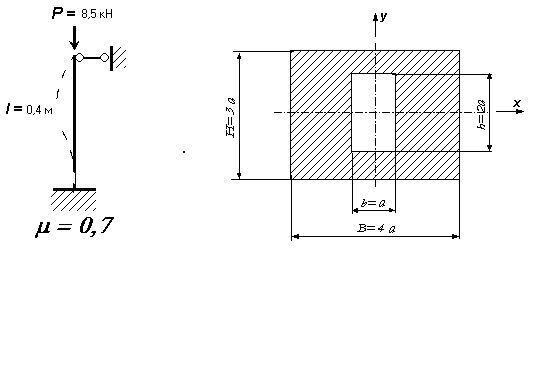 P = 8,5 кН
l = 0,4 м
μ = 0,7
y
x
H= 3 a
h=2a
b= a
B= 4 a